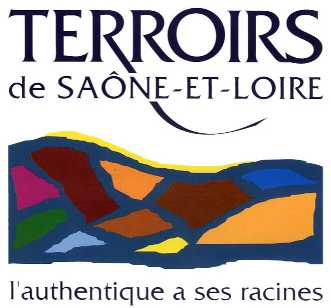 TERROIRS
de SAÔNE-ET-LOIRE
l'authentique a ses racines